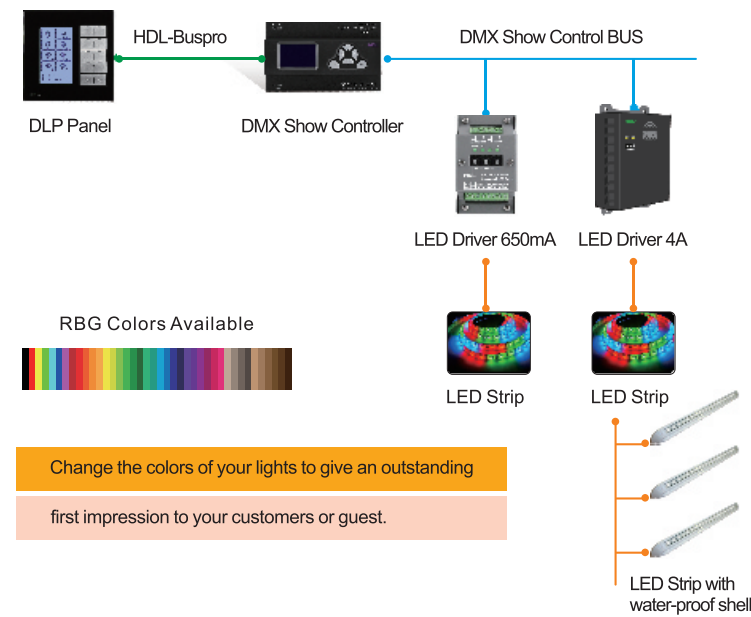 HDL-Buspro
DMX Show Control BUS
DLP Panel
DMX Show Controller
LED Driver 650mA
LED Driver 4A
RBG Colors Available
LED Strip
LED Strip
Change the colors of your lights to give an outstanding
first impression to your customers or guest.
LED Strip with
water-proof shell